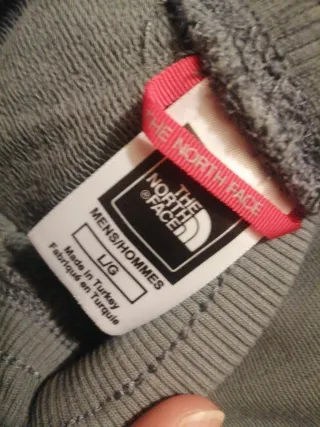 THE NORTH FACE
THE
NORTH
FACE
®
MENS/HOMMES
L/G
Made in Turkey
Fabriqué en Turquie